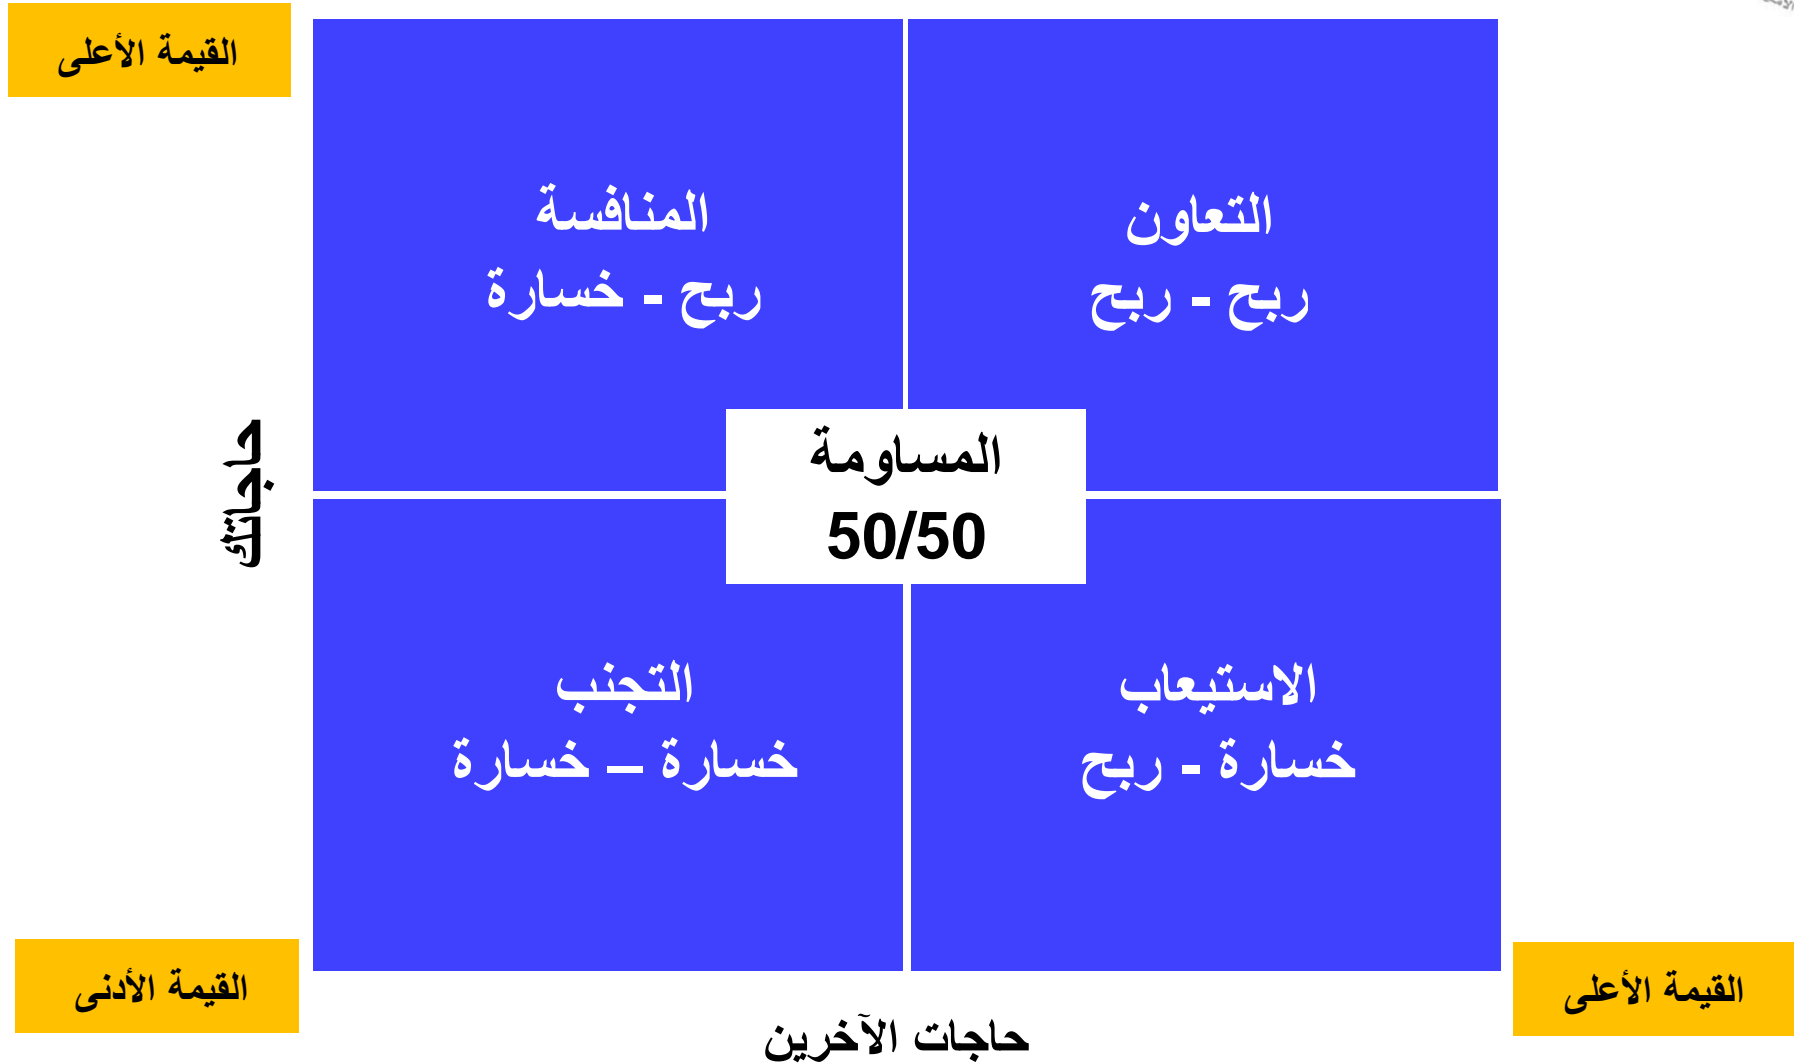 القيمة الأعلى
المنافسة
ربح - خسارة
التعاون
ربح - ربح
حاجاتك
المساومة
50/50
التجنب
خسارة – خسارة
الاستيعاب
خسارة - ربح
القيمة الأدنى
القيمة الأعلى
حاجات الآخرين